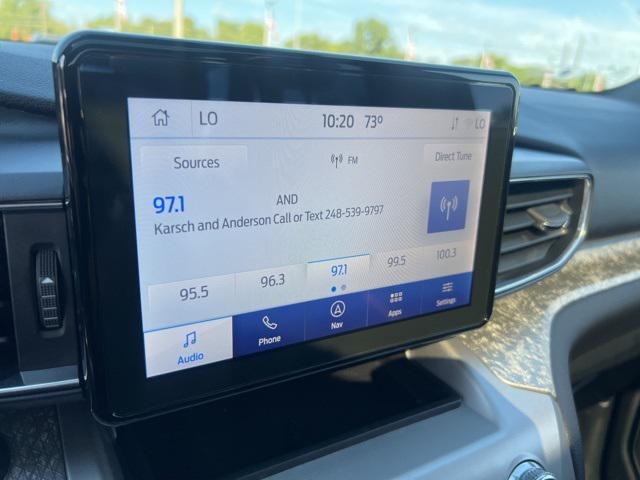 LO 10:20 73° LO
Sources FM Direct Tune
97.1 AND
Karsch and Anderson Call or Text 248-539-9797
95.5 96.3 97.1 99.5 100.3
Audio Phone Nav Apps Settings